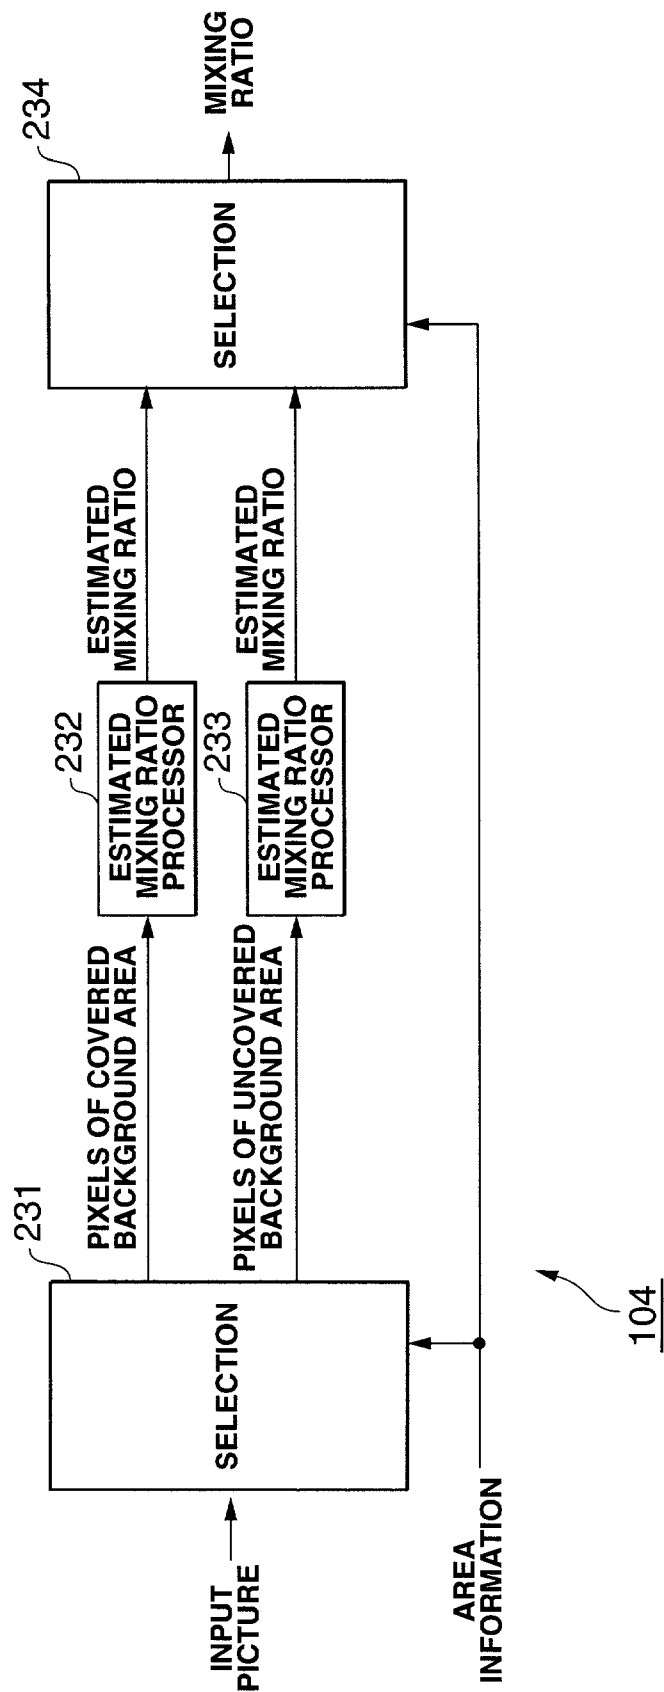 INPUT
PICTURE
AREA
INFORMATION
231
SELECTION
PIXELS OF COVERED
BACKGROUND AREA
PIXELS OF UNCOVERED
BACKGROUND AREA
232
ESTIMATED
MIXING RATIO
PROCESSOR
233
ESTIMATED
MIXING RATIO
PROCESSOR
ESTIMATED
MIXING RATIO
ESTIMATED
MIXING RATIO
234
SELECTION
MIXING
RATIO
104